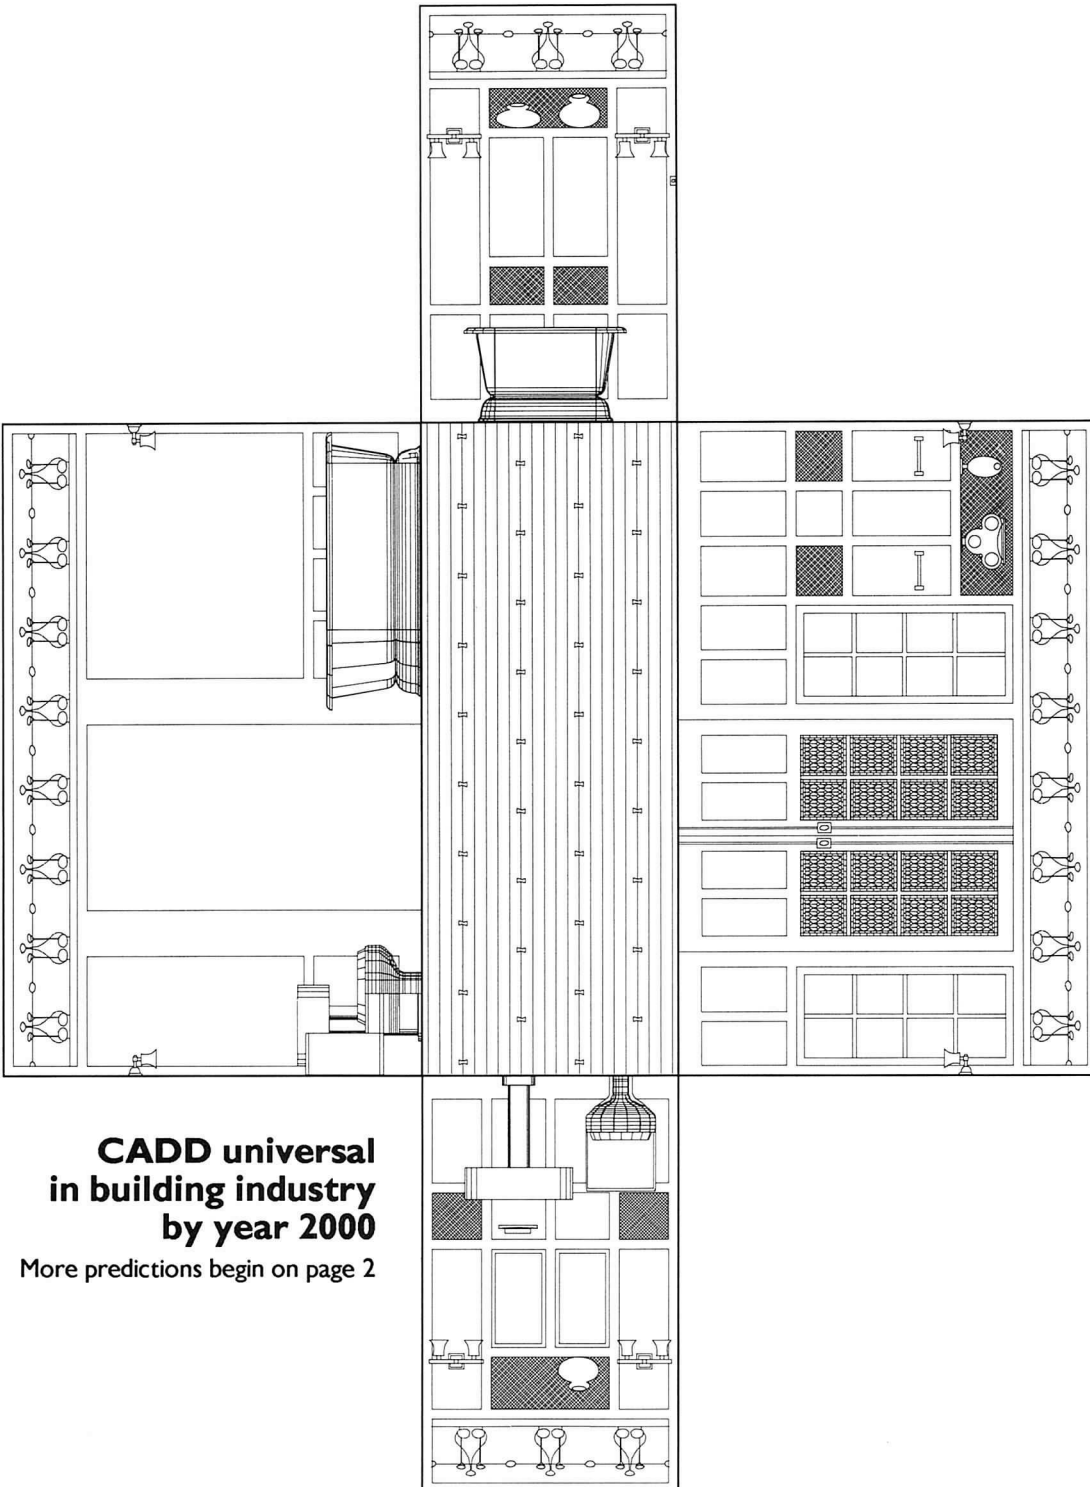 CADD universal
in building industry
by year 2000
More predictions begin on page 2